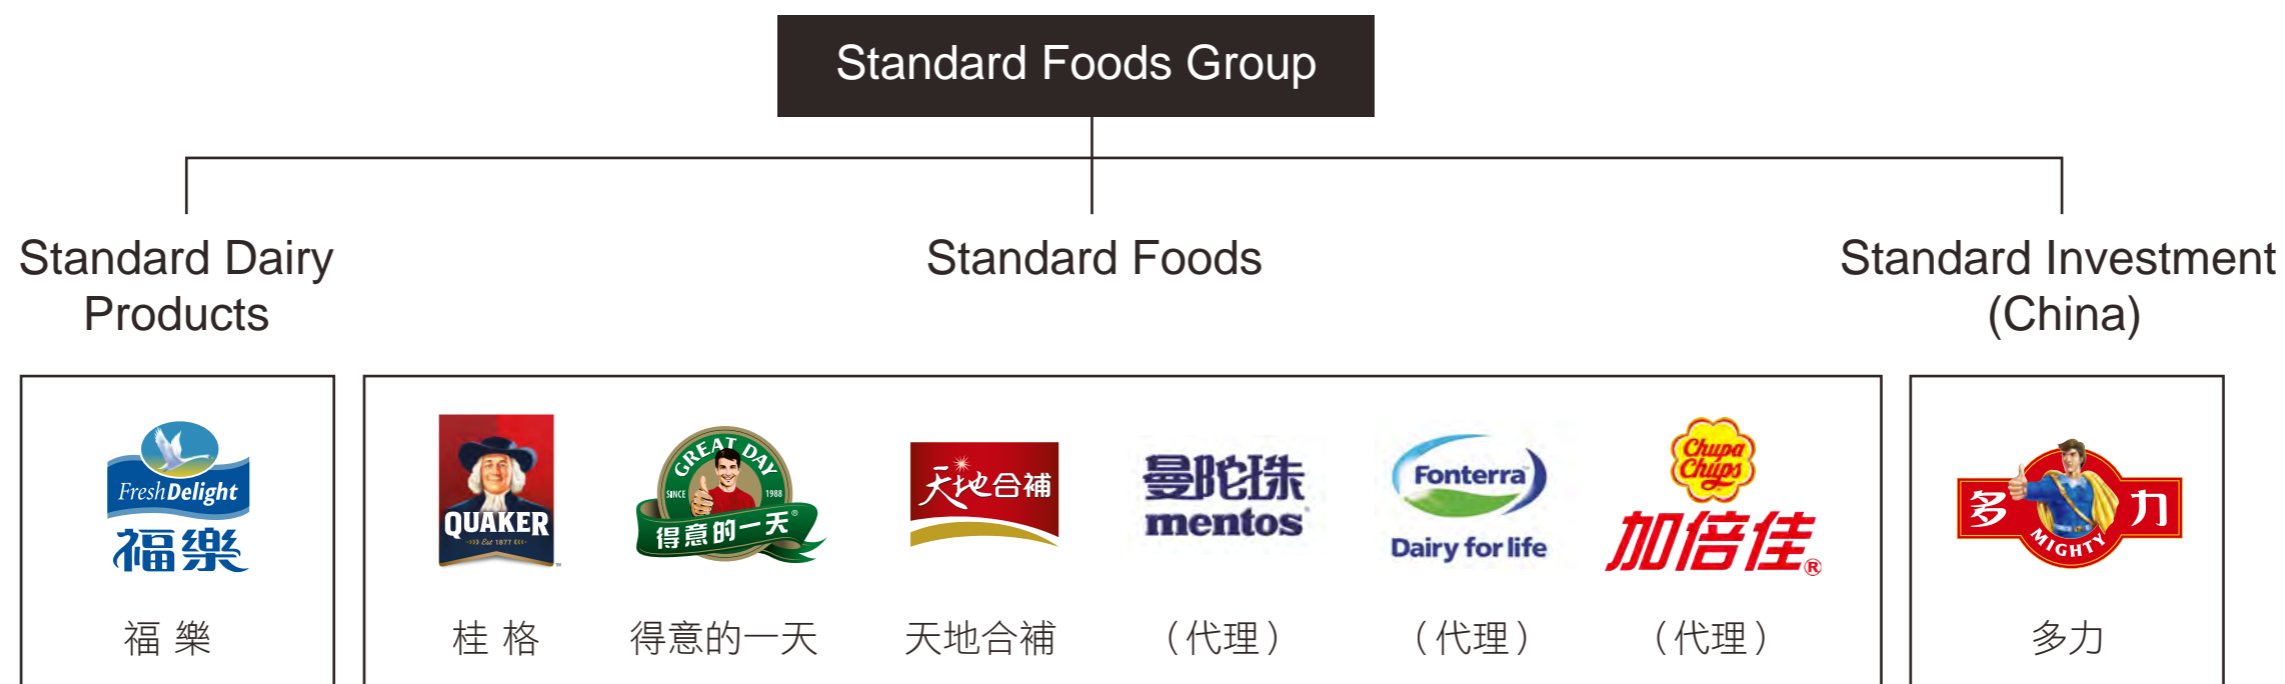 Standard Foods Group
Standard Dairy
Products
Standard Foods
Standard Investment
(China)
Fresh Delight
福樂
福樂
QUAKER
Est 1877
桂格
GREAT DAY
SINCE 1988
得意的一天®
得意的一天
天地合補
天地合補
曼陀珠
mentos
(代理)
Fonterra
Dairy for life
(代理)
Chupa
Chups
加倍佳®
(代理)
多力
MIGHTY
多力